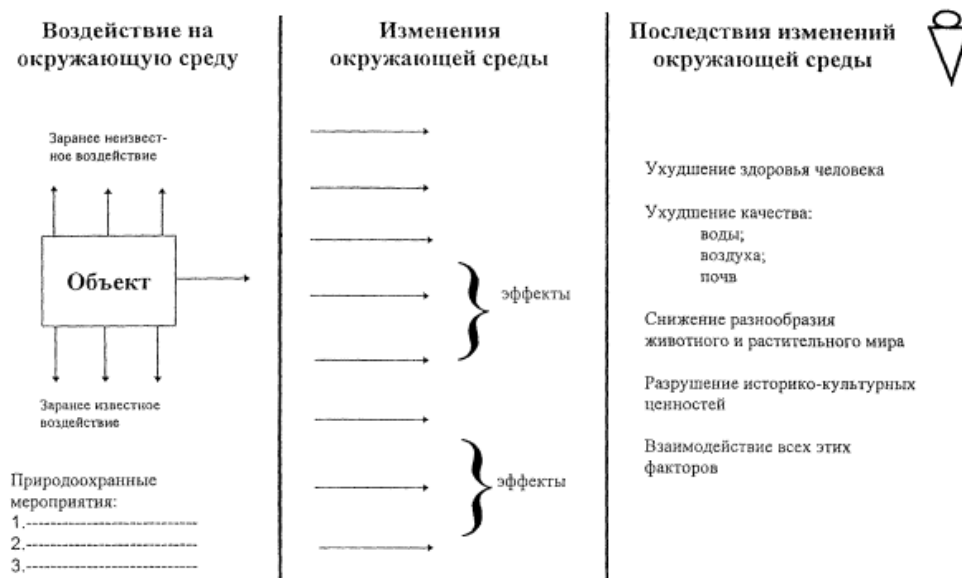 Воздействие на
окружающую среду
Заранее неизвест-
ное воздействие
Объект
Заранее известное
воздействие
Природоохранные
мероприятия:
1.-----------------------------
2.-----------------------------
3.-----------------------------
Изменения
окружающей среды
эффекты
эффекты
Последствия изменений
окружающей среды
Ухудшение здоровья человека
Ухудшение качества:
воды;
воздуха;
почв
Снижение разнообразия
животного и растительного мира
Разрушение историко-культурных
ценностей
Взаимодействие всех этих
факторов